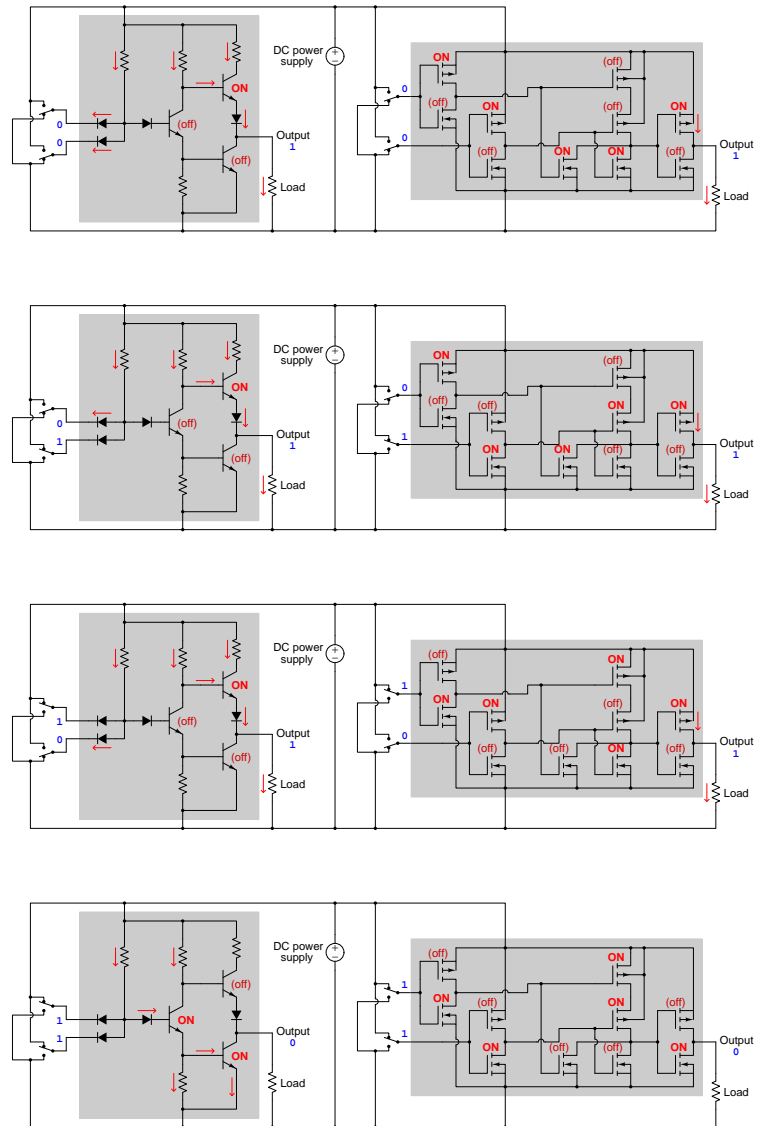 DC power
supply
ON
0
0
(off)
(off)
Output
1
Load
ON
(off)
0
(off)
ON
ON
ON
0
(off)
ON
ON
(off)
Output
1
Load
DC power
supply
ON
0
1
(off)
(off)
Output
1
Load
ON
(off)
0
(off)
(off)
ON
ON
1
ON
ON
(off)
(off)
Output
1
Load
DC power
supply
ON
1
0
(off)
(off)
Output
1
Load
(off)
ON
1
ON
ON
(off)
ON
0
(off)
(off)
ON
(off)
Output
1
Load
DC power
supply
(off)
1
1
ON
ON
Output
0
Load
(off)
ON
1
ON
(off)
ON
(off)
1
ON
(off)
(off)
ON
Output
0
Load